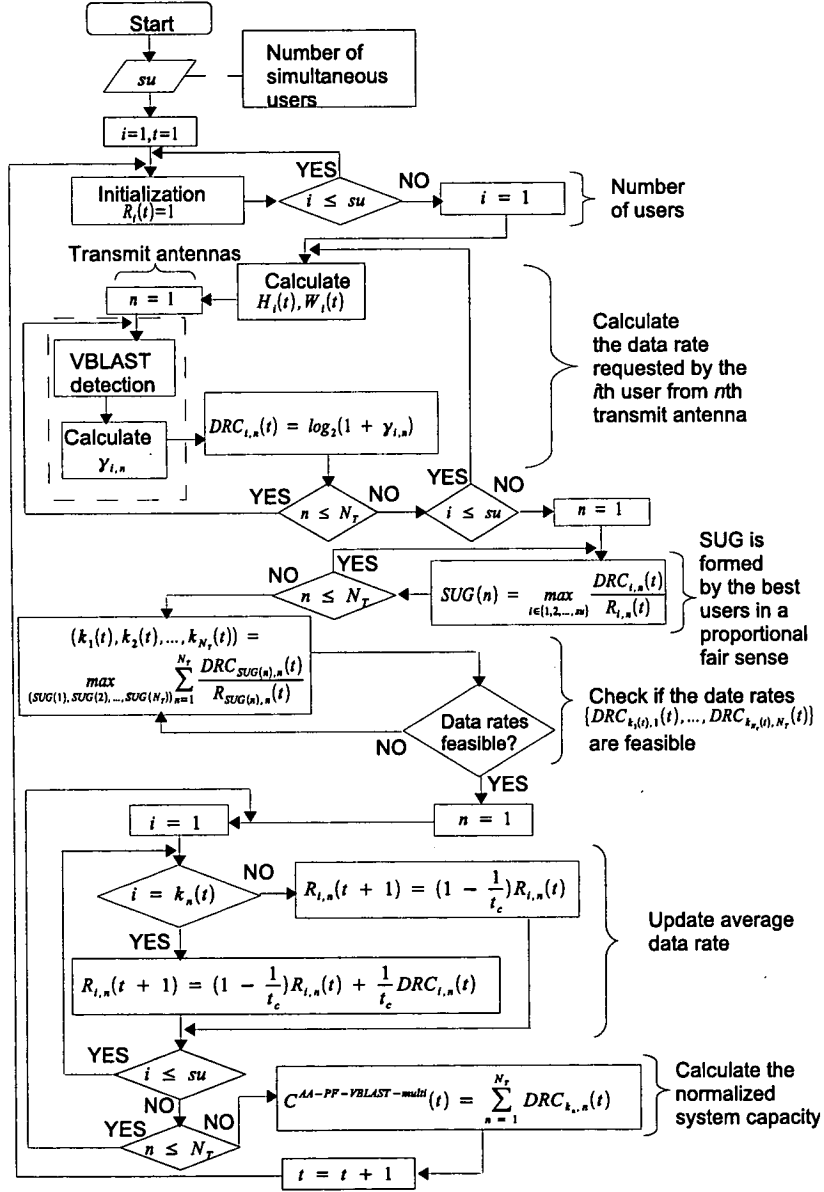 Start
su
Number of
simultaneous
users
i=1,t=1
Initialization
R_i(t)=1
YES
i ≤ su
NO
i = 1
Number
of users
Transmit antennas
n = 1
Calculate
H_i(t), W_i(t)
VBLAST
detection
Calculate
γ_{i,n}
DRC_{i,n}(t) = log_2(1 + γ_{i,n})
Calculate
the data rate
requested by the
ith user from nth
transmit antenna
YES
n ≤ N_T
NO
YES
i ≤ su
NO
n = 1
NO
YES
n ≤ N_T
SUG(n) = max_{i∈{1,2,...,su}} DRC_{i,n}(t) / R_{i,n}(t)
SUG is
formed
by the best
users in a
proportional
fair sense
(k_1(t), k_2(t), ..., k_{N_T}(t)) =
max_{(SUG(1), SUG(2), ..., SUG(N_T))} ∑_{n=1}^{N_T} DRC_{SUG(n),n}(t) / R_{SUG(n),n}(t)
Data rates
feasible?
NO
YES
Check if the date rates
{DRC_{k_1(t),1}(t), ..., DRC_{k_{N_T}(t),N_T}(t)}
are feasible
i = 1
n = 1
i = k_n(t)
NO
R_{i,n}(t + 1) = (1 - 1/t_c)R_{i,n}(t)
YES
R_{i,n}(t + 1) = (1 - 1/t_c)R_{i,n}(t) + 1/t_c DRC_{i,n}(t)
Update average
data rate
YES
i ≤ su
NO
YES
n ≤ N_T
NO
C^{AA-PF-VBLAST-multi}(t) = ∑_{n = 1}^{N_T} DRC_{k_n,n}(t)
Calculate the
normalized
system capacity
t = t + 1